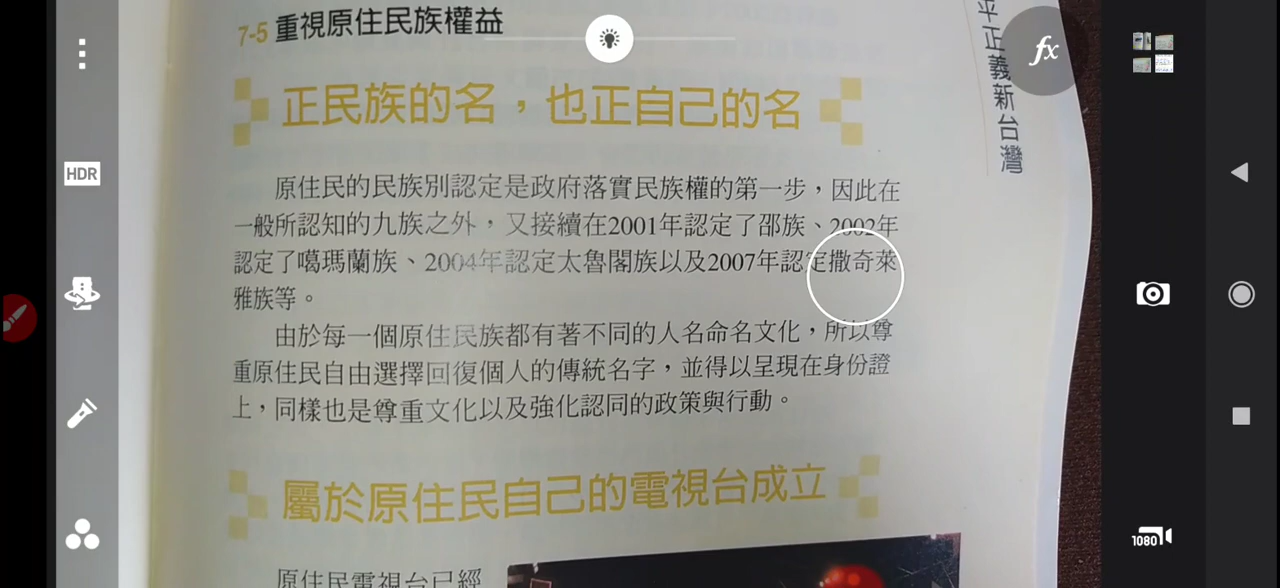 7-5 重視原住民族權益
平正義新台灣
正民族的名，也正自己的名
原住民的民族別認定是政府落實民族權的第一步，因此在
一般所認知的九族之外，又接續在2001年認定了邵族、2002年
認定了噶瑪蘭族、2004年認定太魯閣族以及2007年認定撒奇萊
雅族等。
由於每一個原住民族都有著不同的人名命名文化，所以尊
重原住民自由選擇回復個人的傳統名字，並得以呈現在身份證
上，同樣也是尊重文化以及強化認同的政策與行動。
屬於原住民自己的電視台成立
原住民電視台已經
HDR
fx
1080